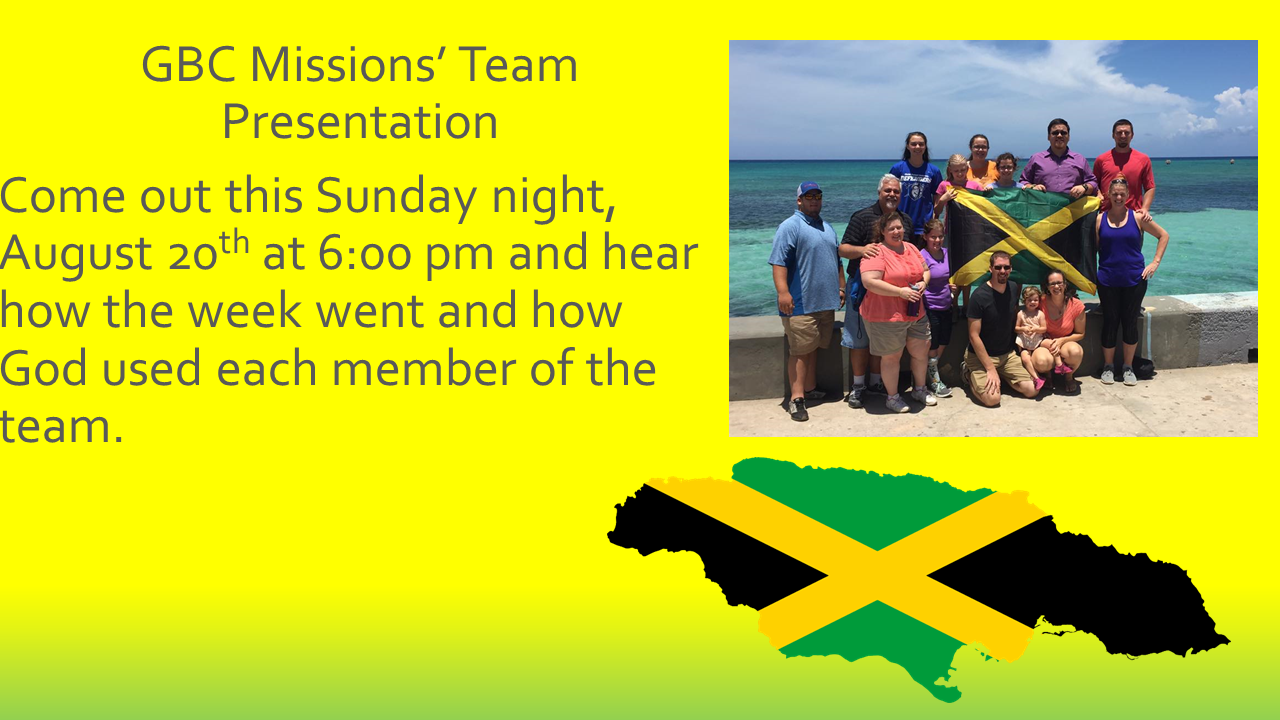 GBC Missions’ Team
Presentation
Come out this Sunday night,
August 20th at 6:00 pm and hear
how the week went and how
God used each member of the
team.